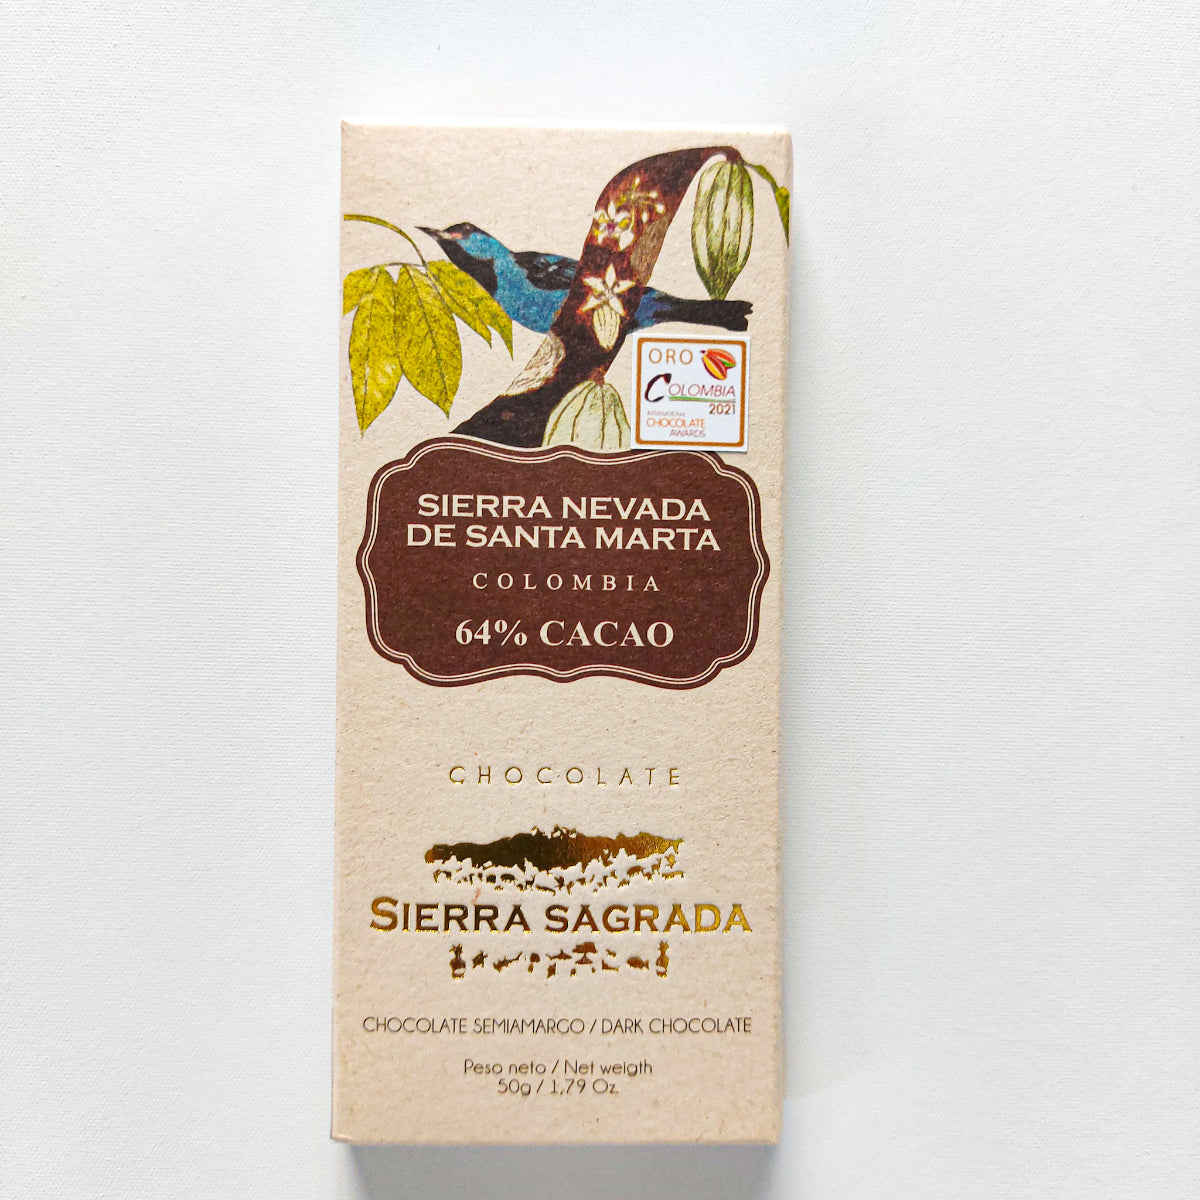 ORO
COLOMBIA
2021
INTERNATIONAL
CHOCOLATE
AWARDS
SIERRA NEVADA
DE SANTA MARTA
COLOMBIA
64% CACAO
CHOCOLATE
SIERRA SAGRADA
CHOCOLATE SEMIAMARGO / DARK CHOCOLATE
Peso neto / Net weigth
50g / 1,79 Oz.